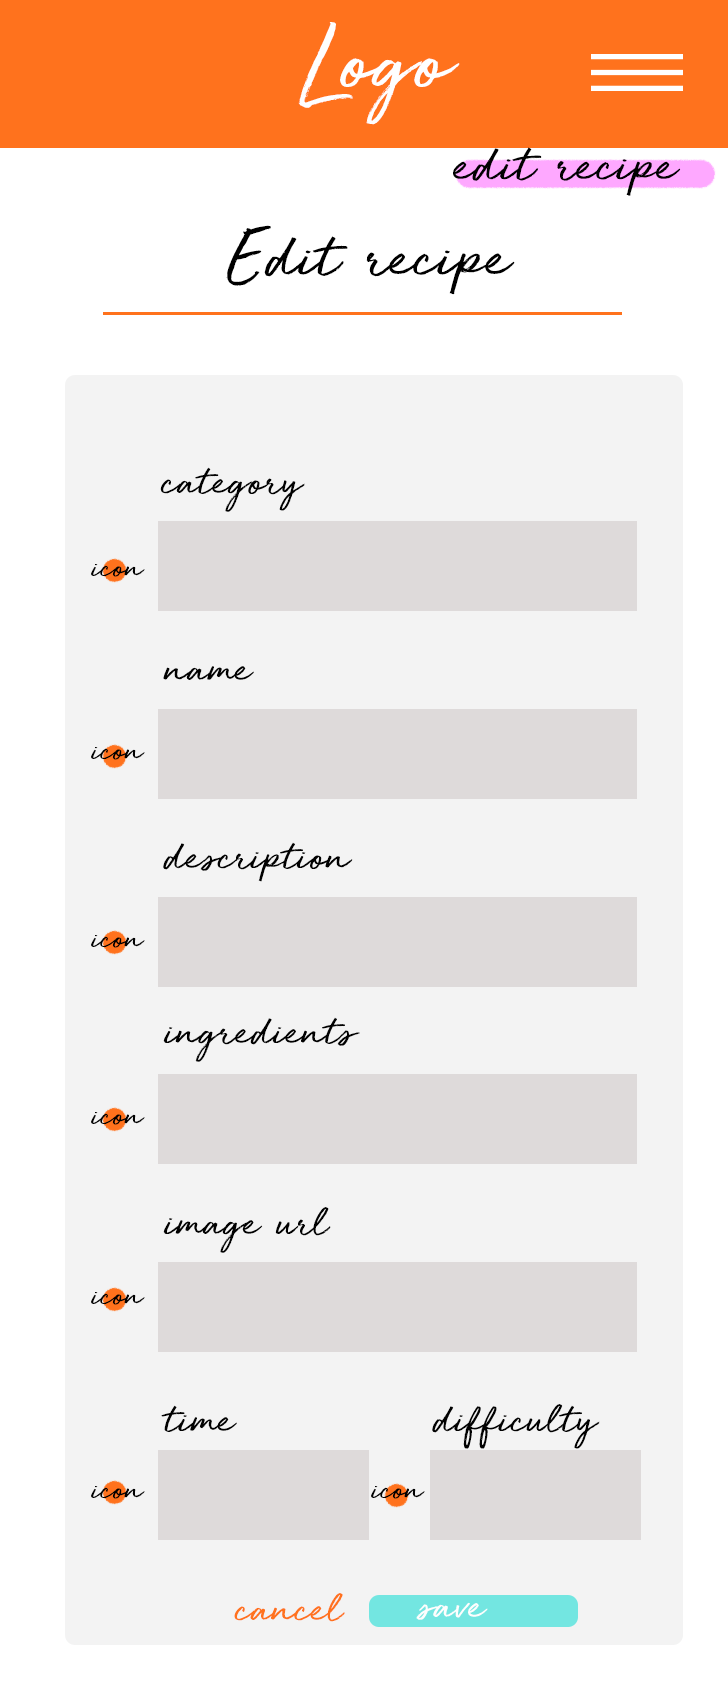 Logo
edit recipe
Edit recipe
category
icon
name
icon
description
icon
ingredients
icon
image url
icon
time difficulty
icon icon
cancel save